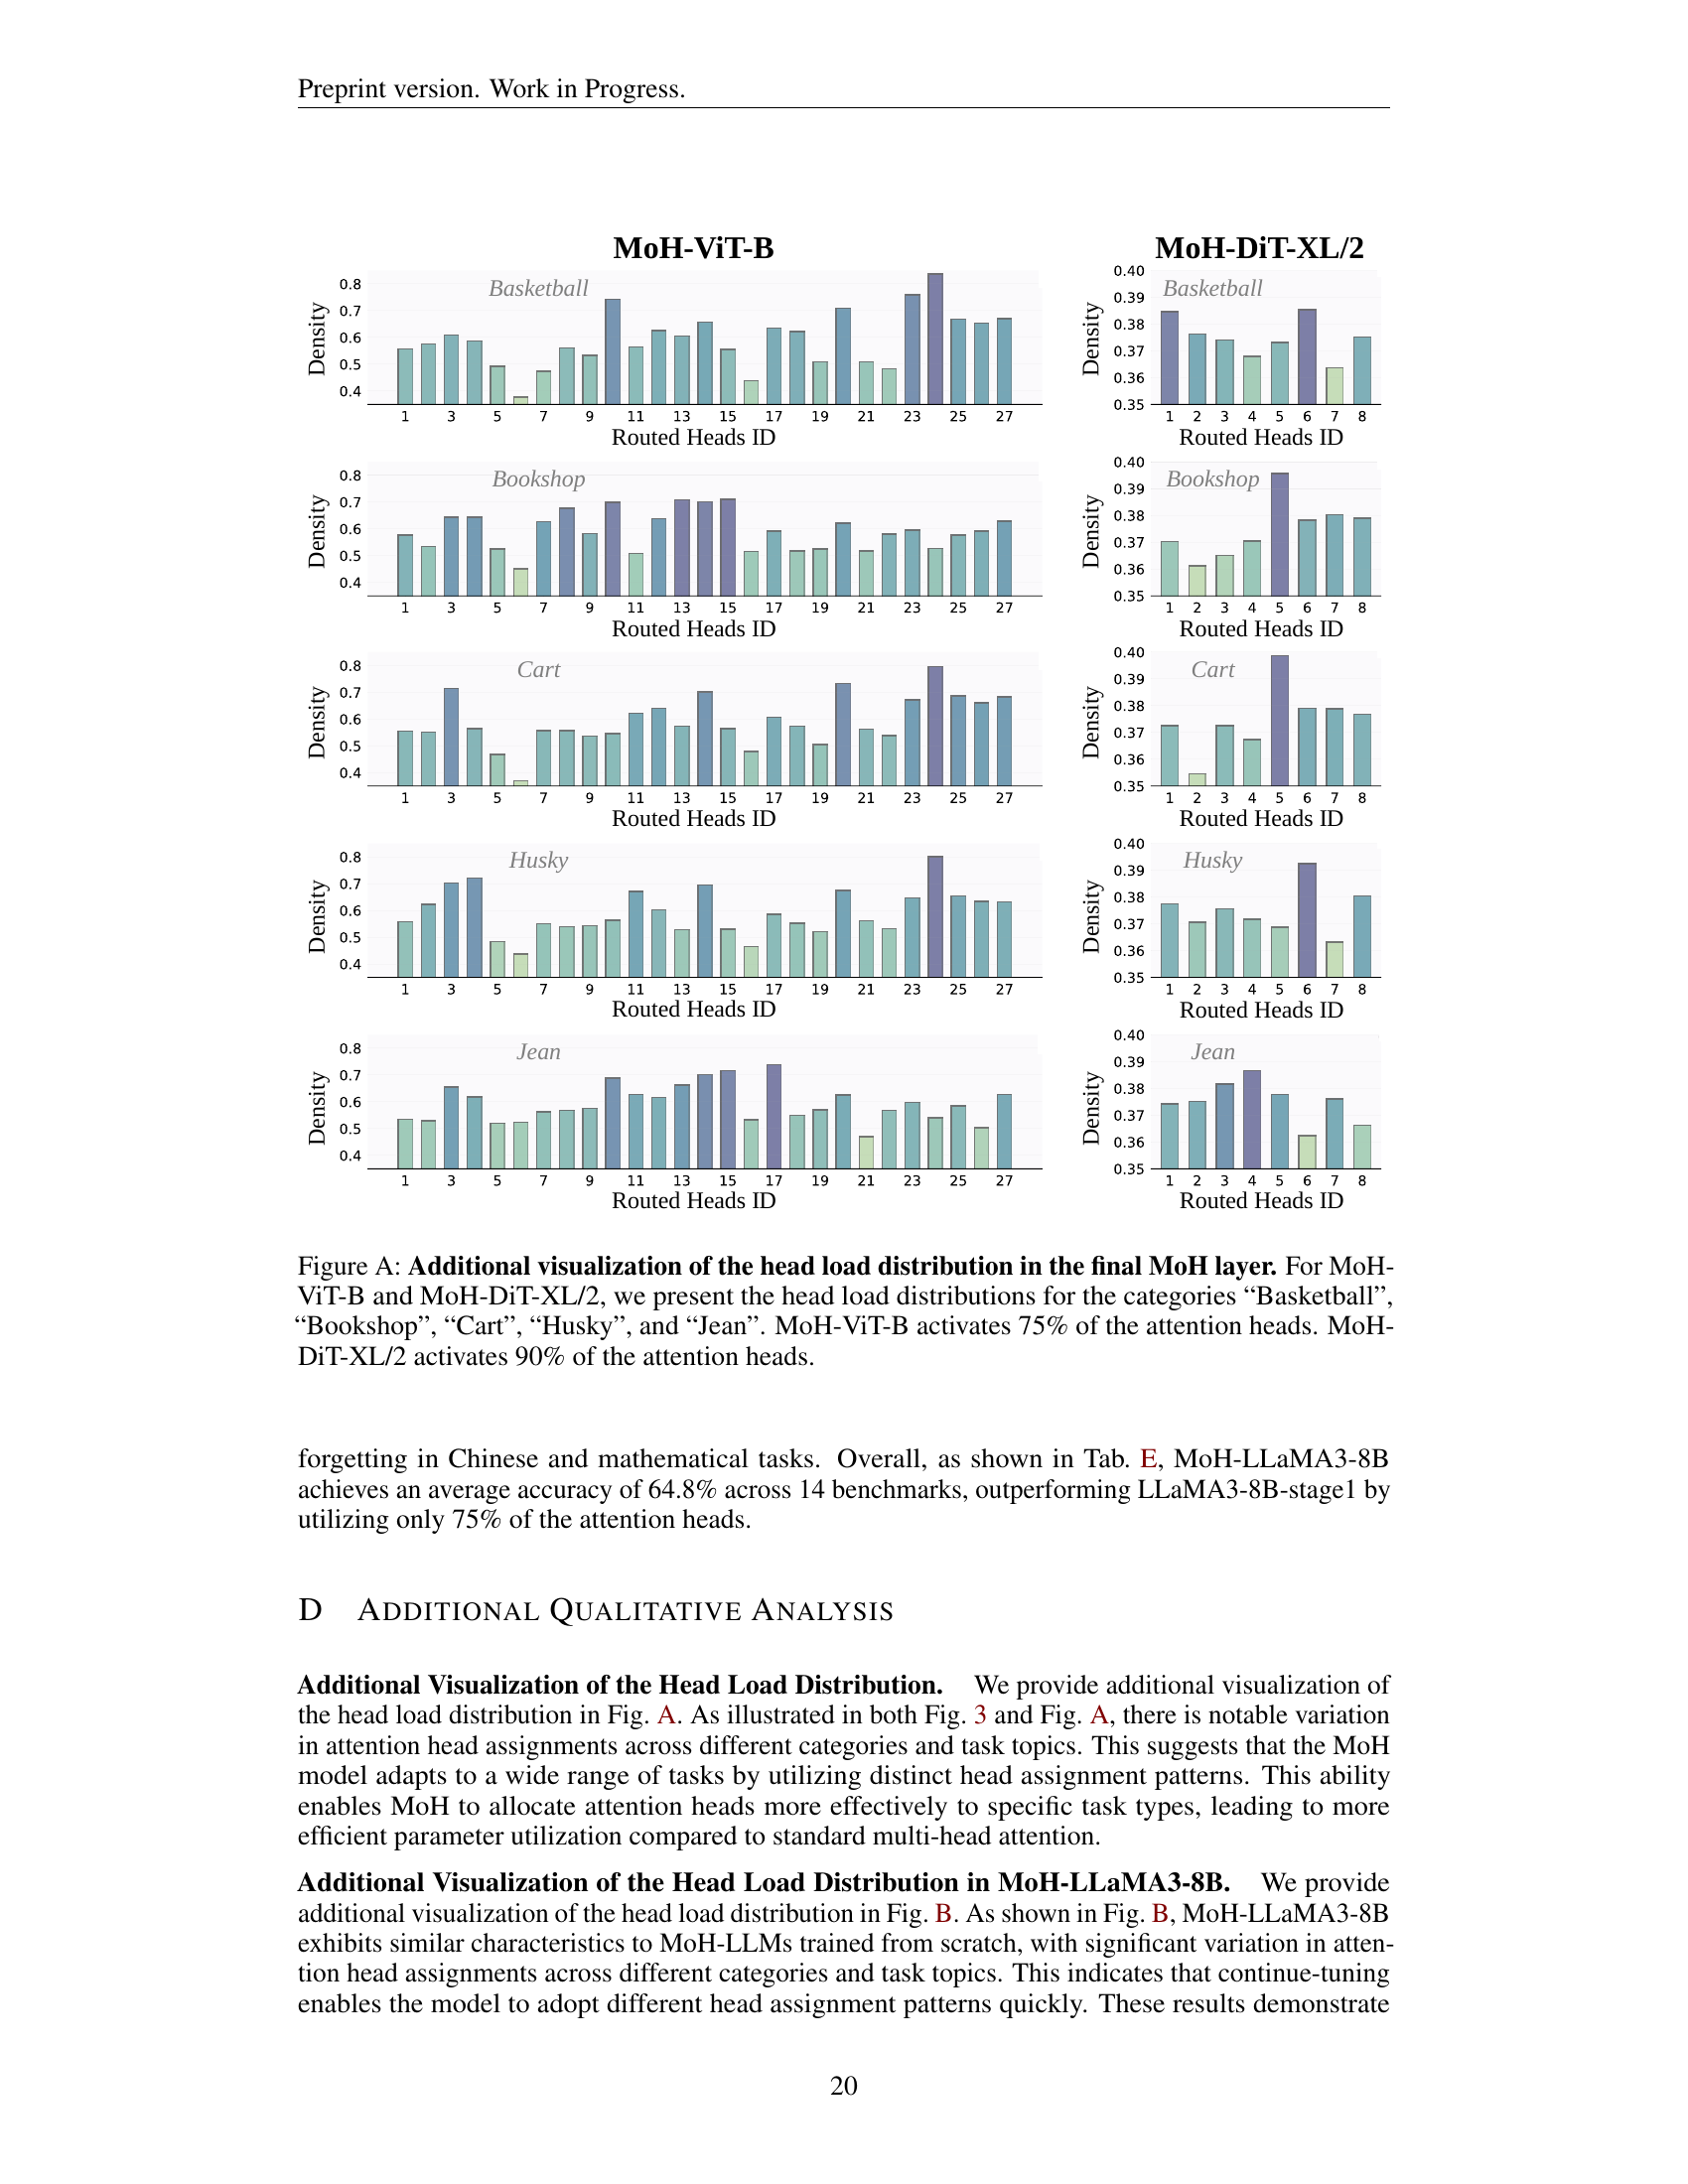 Preprint version. Work in Progress.
MoH-ViT-B
MoH-DiT-XL/2
Basketball
Density
0.8
0.7
0.6
0.5
0.4
1 3 5 7 9 11 13 15 17 19 21 23 25 27
Routed Heads ID
Basketball
Density
0.40
0.39
0.38
0.37
0.36
0.35
1 2 3 4 5 6 7 8
Routed Heads ID
Bookshop
Density
0.8
0.7
0.6
0.5
0.4
1 3 5 7 9 11 13 15 17 19 21 23 25 27
Routed Heads ID
Bookshop
Density
0.40
0.39
0.38
0.37
0.36
0.35
1 2 3 4 5 6 7 8
Routed Heads ID
Cart
Density
0.8
0.7
0.6
0.5
0.4
1 3 5 7 9 11 13 15 17 19 21 23 25 27
Routed Heads ID
Cart
Density
0.40
0.39
0.38
0.37
0.36
0.35
1 2 3 4 5 6 7 8
Routed Heads ID
Husky
Density
0.8
0.7
0.6
0.5
0.4
1 3 5 7 9 11 13 15 17 19 21 23 25 27
Routed Heads ID
Husky
Density
0.40
0.39
0.38
0.37
0.36
0.35
1 2 3 4 5 6 7 8
Routed Heads ID
Jean
Density
0.8
0.7
0.6
0.5
0.4
1 3 5 7 9 11 13 15 17 19 21 23 25 27
Routed Heads ID
Jean
Density
0.40
0.39
0.38
0.37
0.36
0.35
1 2 3 4 5 6 7 8
Routed Heads ID
Figure A: Additional visualization of the head load distribution in the final MoH layer. For MoH-
ViT-B and MoH-DiT-XL/2, we present the head load distributions for the categories “Basketball”,
“Bookshop”, “Cart”, “Husky”, and “Jean”. MoH-ViT-B activates 75% of the attention heads. MoH-
DiT-XL/2 activates 90% of the attention heads.
forgetting in Chinese and mathematical tasks. Overall, as shown in Tab. E, MoH-LLaMA3-8B
achieves an average accuracy of 64.8% across 14 benchmarks, outperforming LLaMA3-8B-stage1 by
utilizing only 75% of the attention heads.
D ADDITIONAL QUALITATIVE ANALYSIS
Additional Visualization of the Head Load Distribution. We provide additional visualization of
the head load distribution in Fig. A. As illustrated in both Fig. 3 and Fig. A, there is notable variation
in attention head assignments across different categories and task topics. This suggests that the MoH
model adapts to a wide range of tasks by utilizing distinct head assignment patterns. This ability
enables MoH to allocate attention heads more effectively to specific task types, leading to more
efficient parameter utilization compared to standard multi-head attention.
Additional Visualization of the Head Load Distribution in MoH-LLaMA3-8B. We provide
additional visualization of the head load distribution in Fig. B. As shown in Fig. B, MoH-LLaMA3-8B
exhibits similar characteristics to MoH-LLMs trained from scratch, with significant variation in atten-
tion head assignments across different categories and task topics. This indicates that continue-tuning
enables the model to adopt different head assignment patterns quickly. These results demonstrate
20